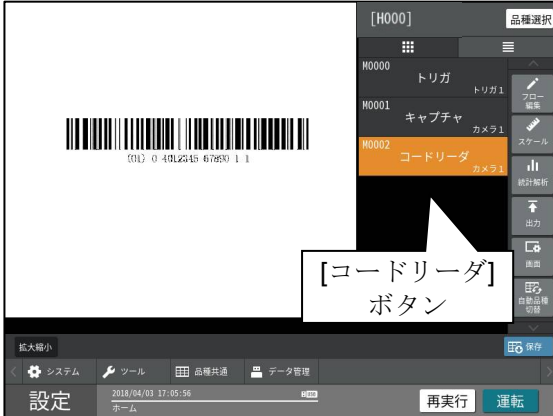 [H000]
品種選択
M0000
トリガ
トリガ1
M0001
キャプチャ
カメラ1
M0002
コードリーダ
カメラ1
フロー
編集
スケール
統計解析
出力
画面
自動品種
切替
(01) 0 4012345 67890 1 1
[コードリーダ]
ボタン
拡大縮小
保存
システム
ツール
品種共通
データ管理
設定
2018/04/03 17:05:56
ホーム
再実行
運転